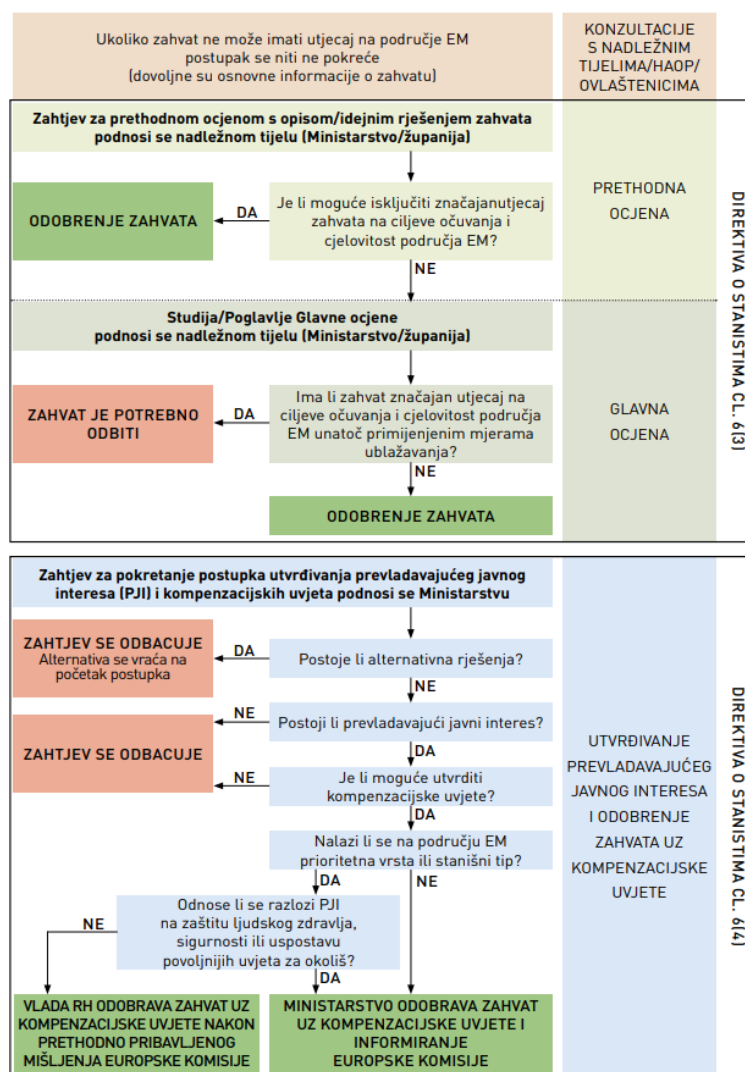 Ukoliko zahvat ne može imati utjecaj na područje EM
postupak se niti ne pokreće
(dovoljne su osnovne informacije o zahvatu)
KONZULTACIJE
S NADLEŽNIM
TIJELIMA/HAOP/
OVLAŠTENICIMA
Zahtjev za prethodnom ocjenom s opisom/idejnim rješenjem zahvata
podnosi se nadležnom tijelu (Ministarstvo/županija)
ODOBRENJE ZAHVATA
DA
Je li moguće isključiti značajanutjecaj
zahvata na ciljeve očuvanja i
cjelovitost područja EM?
NE
PRETHODNA
OCJENA
Studija/Poglavlje Glavne ocjene
podnosi se nadležnom tijelu (Ministarstvo/županija)
ZAHVAT JE POTREBNO
ODBITI
DA
Ima li zahvat značajan utjecaj na
ciljeve očuvanja i cjelovitost područja
EM unatoč primijenjenim mjerama
ublažavanja?
NE
ODOBRENJE ZAHVATA
GLAVNA
OCJENA
DIREKTIVA O STANISTIMA CL. 6(3)
Zahtjev za pokretanje postupka utvrđivanja prevladavajućeg javnog
interesa (PJI) i kompenzacijskih uvjeta podnosi se Ministarstvu
ZAHTJEV SE ODBACUJE
Alternativa se vraća na
početak postupka
DA
Postoje li alternativna rješenja?
NE
ZAHTJEV SE ODBACUJE
NE
Postoji li prevladavajući javni interes?
DA
NE
Je li moguće utvrditi
kompenzacijske uvjete?
DA
Nalazi li se na području EM
prioritetna vrsta ili stanišni tip?
DA
NE
NE
Odnose li se razlozi PJI
na zaštitu ljudskog zdravlja,
sigurnosti ili uspostavu
povoljnijih uvjeta za okoliš?
DA
VLADA RH ODOBRAVA ZAHVAT UZ
KOMPENZACIJSKE UVJETE NAKON
PRETHODNO PRIBAVLJENOG
MIŠLJENJA EUROPSKE KOMISIJE
MINISTARSTVO ODOBRAVA ZAHVAT
UZ KOMPENZACIJSKE UVJETE I
INFORMIRANJE
EUROPSKE KOMISIJE
UTVRĐIVANJE
PREVLADAVAJUĆEG
JAVNOG INTERESA
I ODOBRENJE
ZAHVATA UZ
KOMPENZACIJSKE
UVJETE
DIREKTIVA O STANISTIMA CL. 6(4)